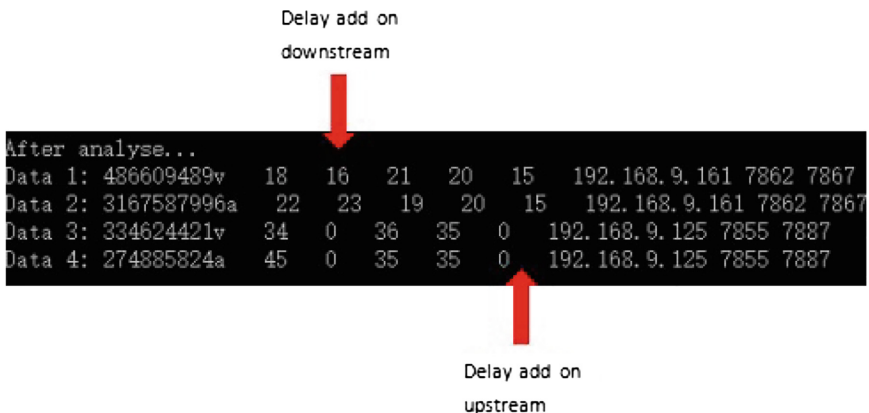 Delay add on
downstream
After analyse...
Data 1: 486609489v 18 16 21 20 15 192.168.9.161 7862 7867
Data 2: 3167587996a 22 23 19 20 15 192.168.9.161 7862 7867
Data 3: 334624421v 34 0 36 35 0 192.168.9.125 7855 7887
Data 4: 274885824a 45 0 35 35 0 192.168.9.125 7855 7887
Delay add on
upstream